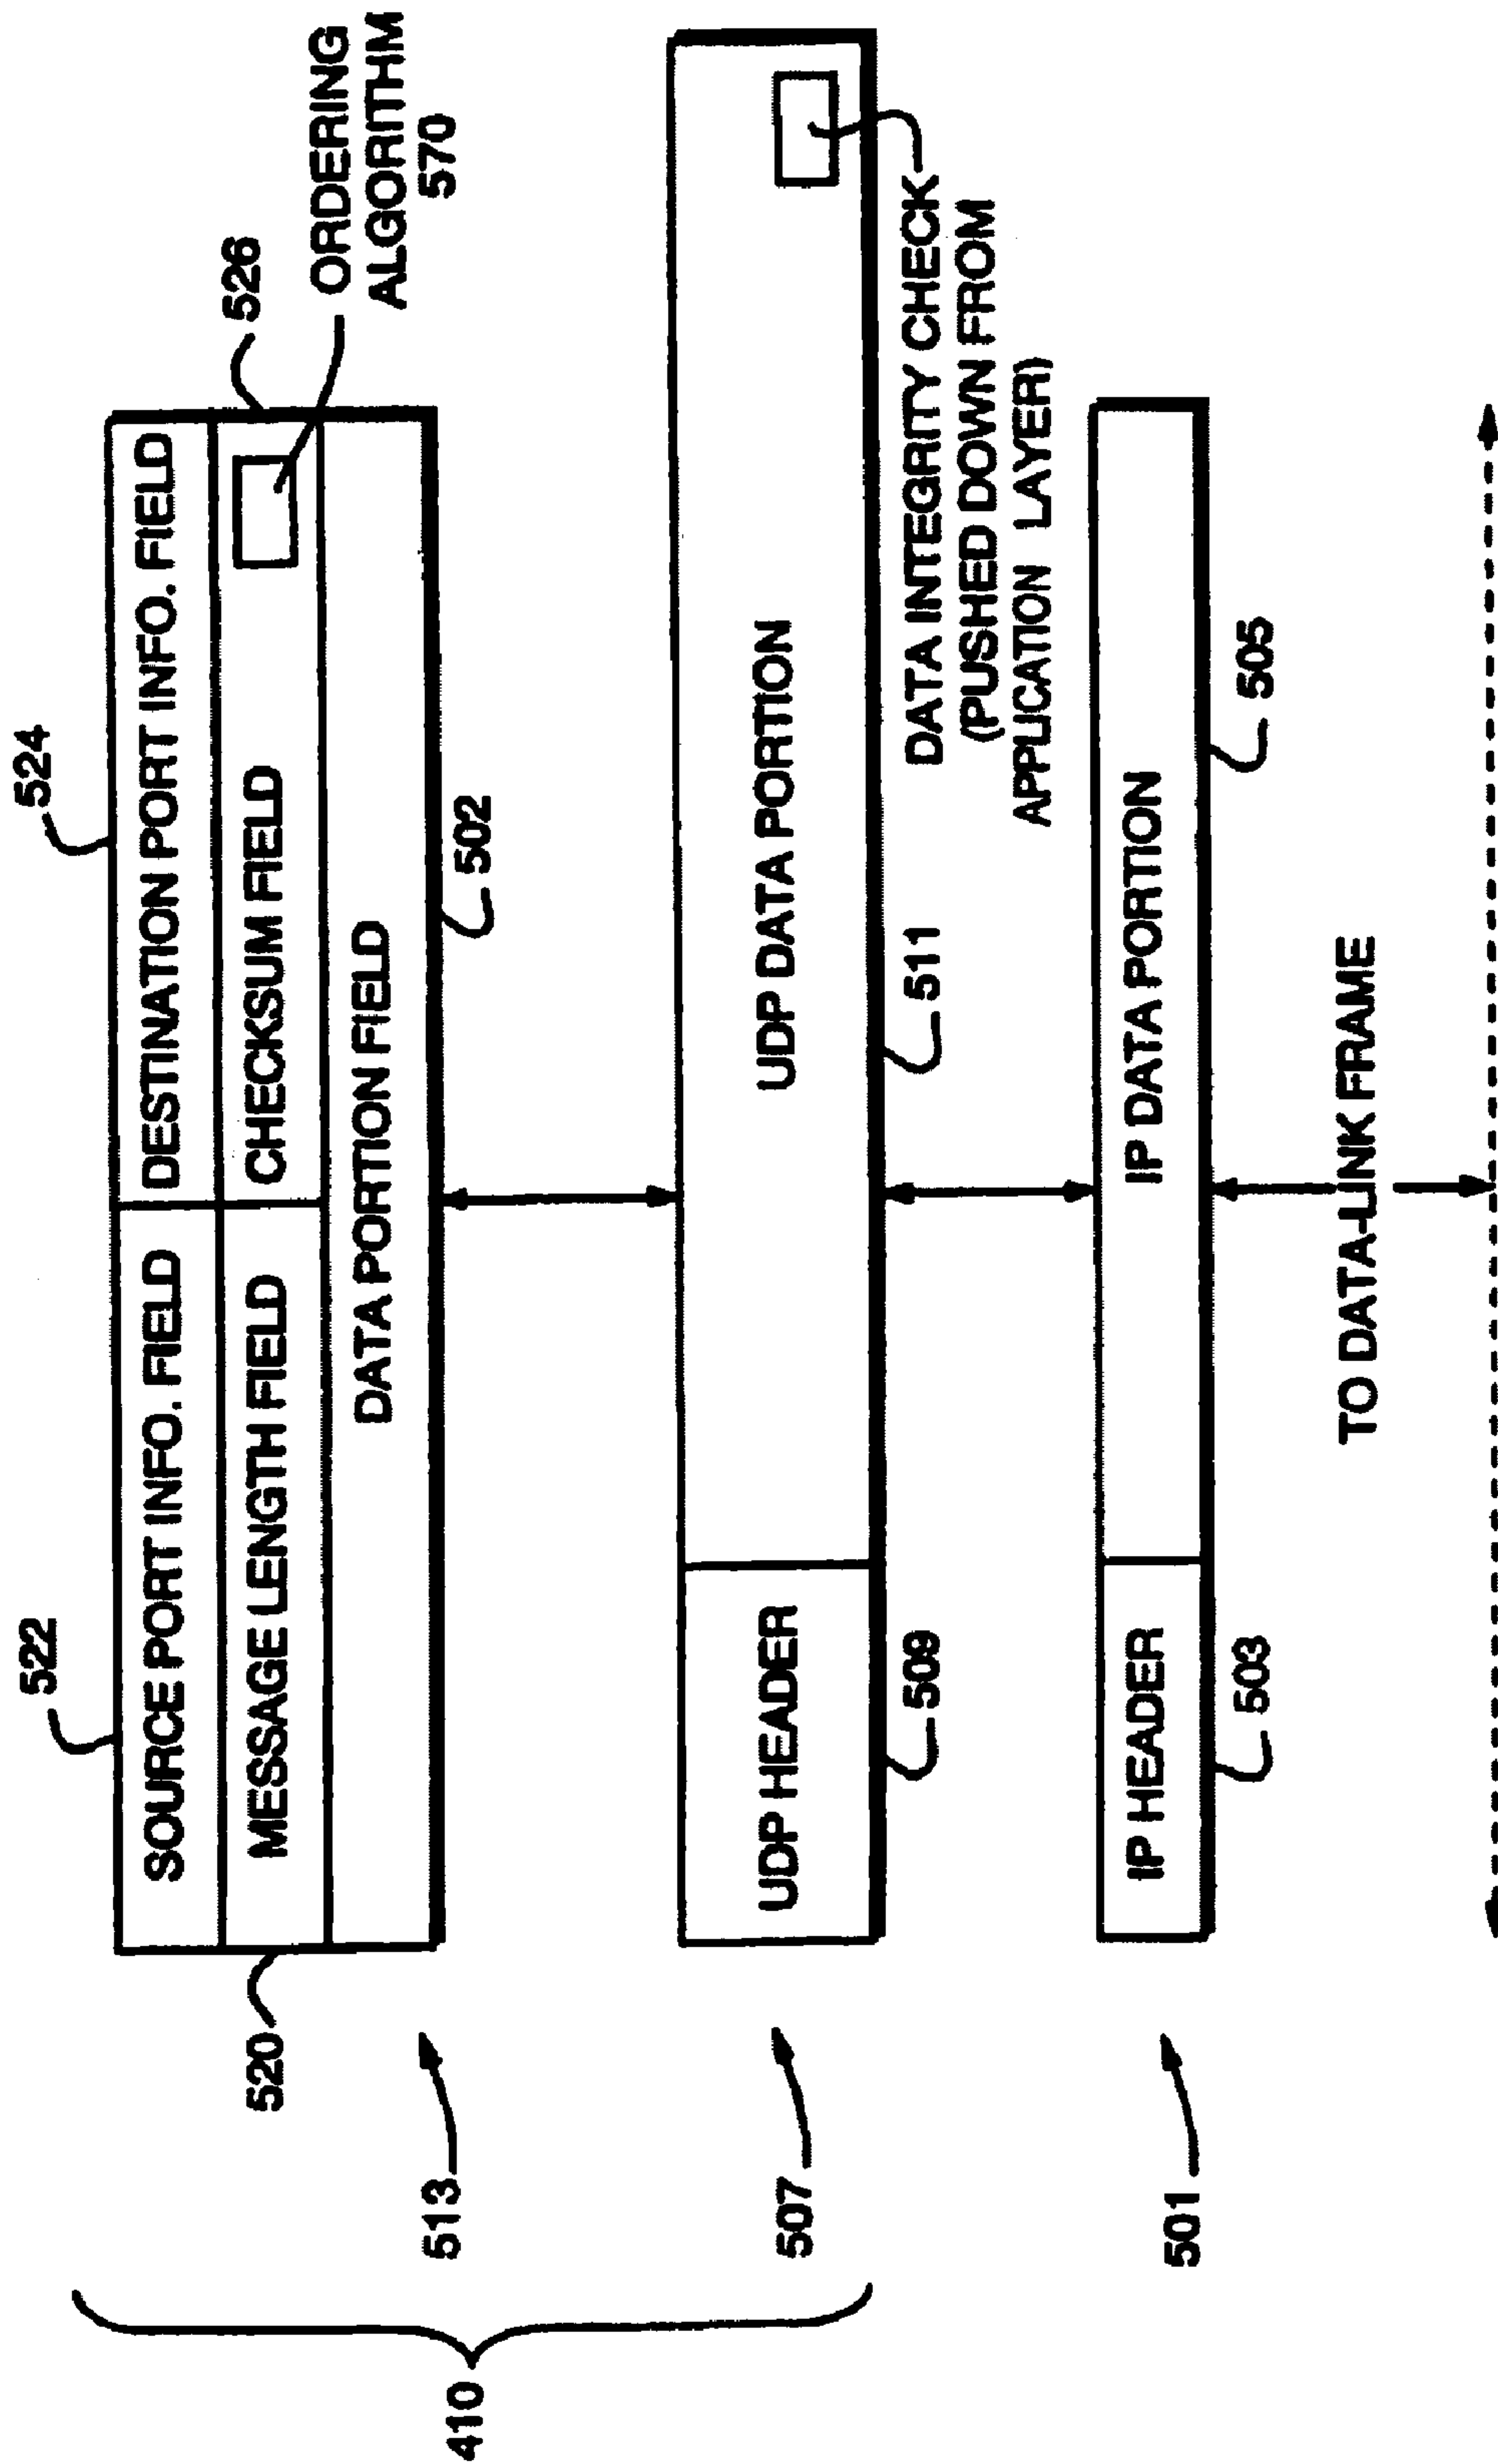 522
524
SOURCE PORT INFO. FIELD
DESTINATION PORT INFO. FIELD
526
520
MESSAGE LENGTH FIELD
CHECKSUM FIELD
ORDERING
ALGORITHM
570
DATA PORTION FIELD
502
513
410
UDP HEADER
UDP DATA PORTION
507
509
511
DATA INTEGRITY CHECK
(PUSHED DOWN FROM
APPLICATION LAYER)
IP HEADER
IP DATA PORTION
501
503
505
TO DATA-LINK FRAME